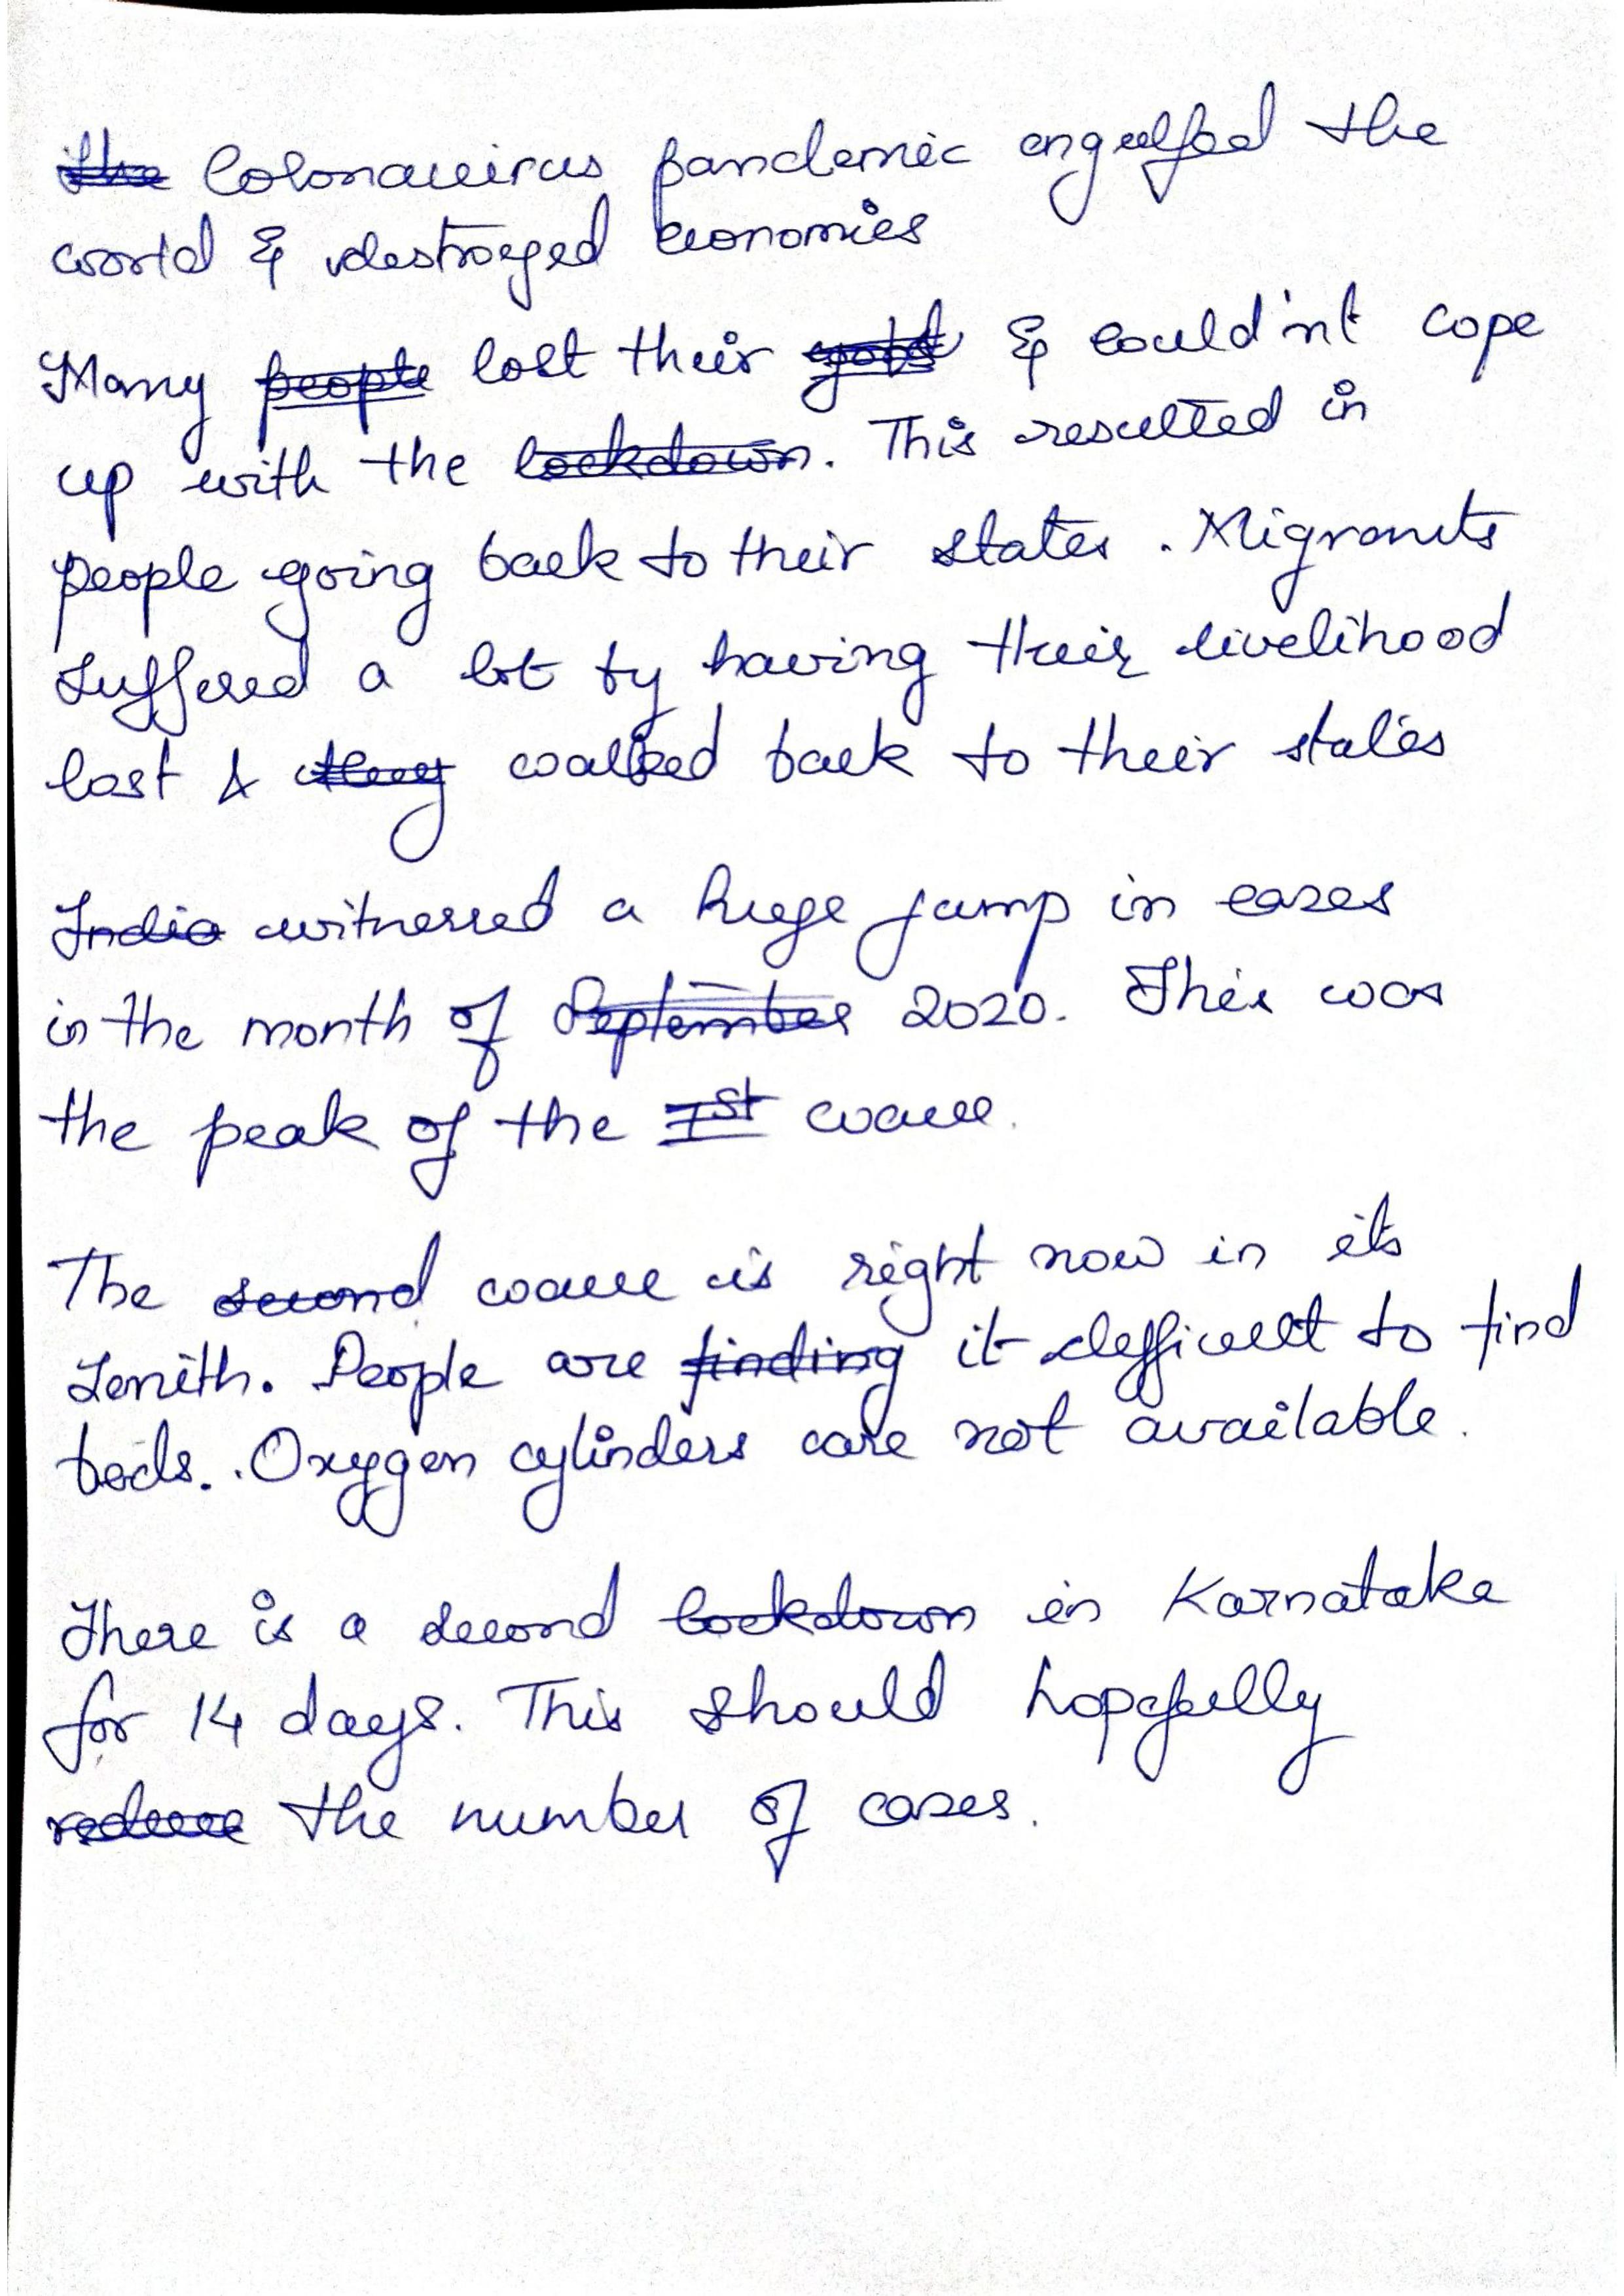 the Coronavirus pandemic engulfed the
world & destroyed economies
Many people lost their jobs & could'nt cope
up with the lockdown. This resulted in
people going back to their states. Migrants
suffered a lot by having their livelihood
lost & they walked back to their states
India witnessed a huge jump in cases
in the month of September 2020. This was
the peak of the 1st wave.
The second wave is right now in its
Zenith. People are finding it difficult to find
beds. Oxygen cylinders are not available.
There is a second lockdown in Karnataka
for 14 days. This should hopefully
reduce the number of cases.